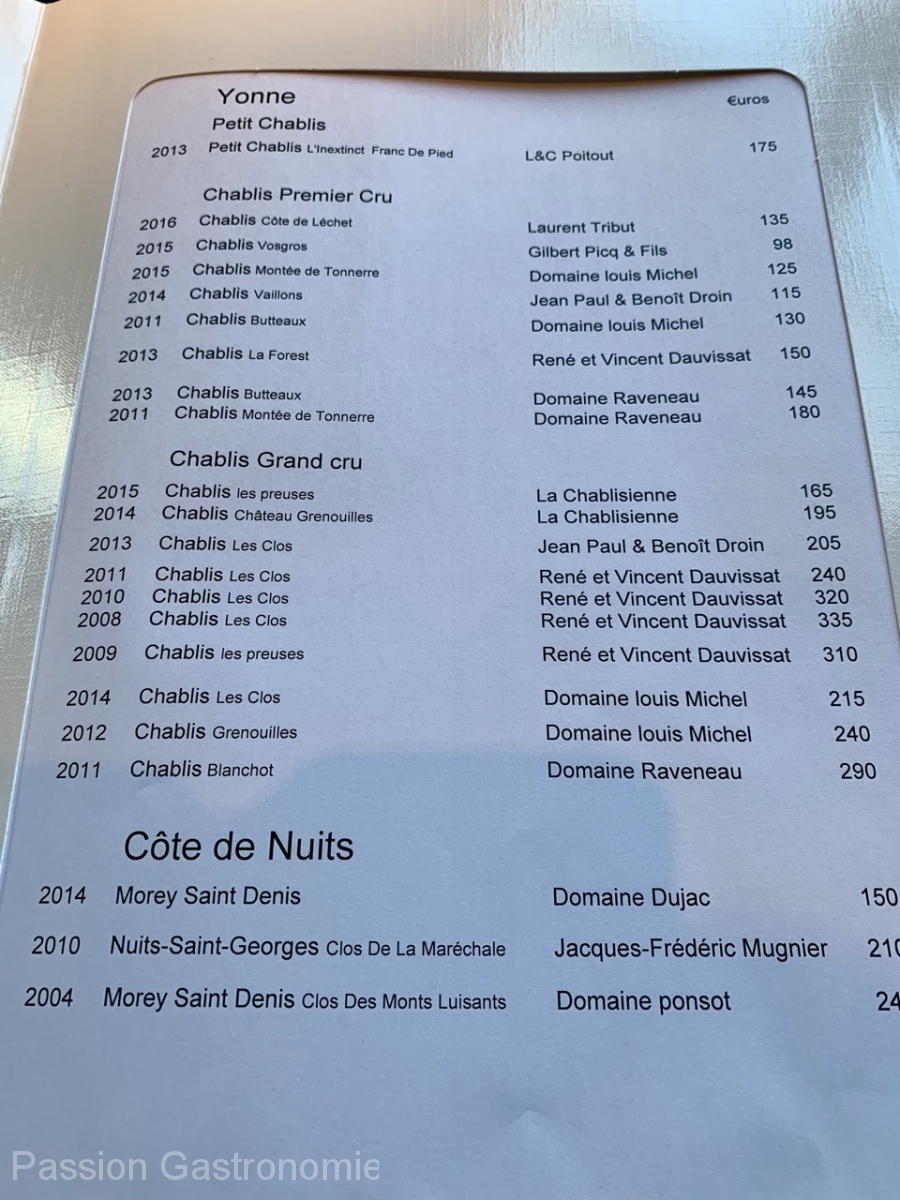 Yonne €uros
Petit Chablis
2013 Petit Chablis L'Inextinct Franc De Pied L&C Poitout 175
Chablis Premier Cru
2016 Chablis Côte de Léchet Laurent Tribut 135
2015 Chablis Vosgros Gilbert Picq & Fils 98
2015 Chablis Montée de Tonnerre Domaine louis Michel 125
2014 Chablis Vaillons Jean Paul & Benoît Droin 115
2011 Chablis Butteaux Domaine louis Michel 130
2013 Chablis La Forest René et Vincent Dauvissat 150
2013 Chablis Butteaux Domaine Raveneau 145
2011 Chablis Montée de Tonnerre Domaine Raveneau 180
Chablis Grand cru
2015 Chablis les preuses La Chablisienne 165
2014 Chablis Château Grenouilles La Chablisienne 195
2013 Chablis Les Clos Jean Paul & Benoît Droin 205
2011 Chablis Les Clos René et Vincent Dauvissat 240
2010 Chablis Les Clos René et Vincent Dauvissat 320
2008 Chablis Les Clos René et Vincent Dauvissat 335
2009 Chablis les preuses René et Vincent Dauvissat 310
2014 Chablis Les Clos Domaine louis Michel 215
2012 Chablis Grenouilles Domaine louis Michel 240
2011 Chablis Blanchot Domaine Raveneau 290
Côte de Nuits
2014 Morey Saint Denis Domaine Dujac 150
2010 Nuits-Saint-Georges Clos De La Maréchale Jacques-Frédéric Mugnier 210
2004 Morey Saint Denis Clos Des Monts Luisants Domaine ponsot 24
Passion Gastronomie